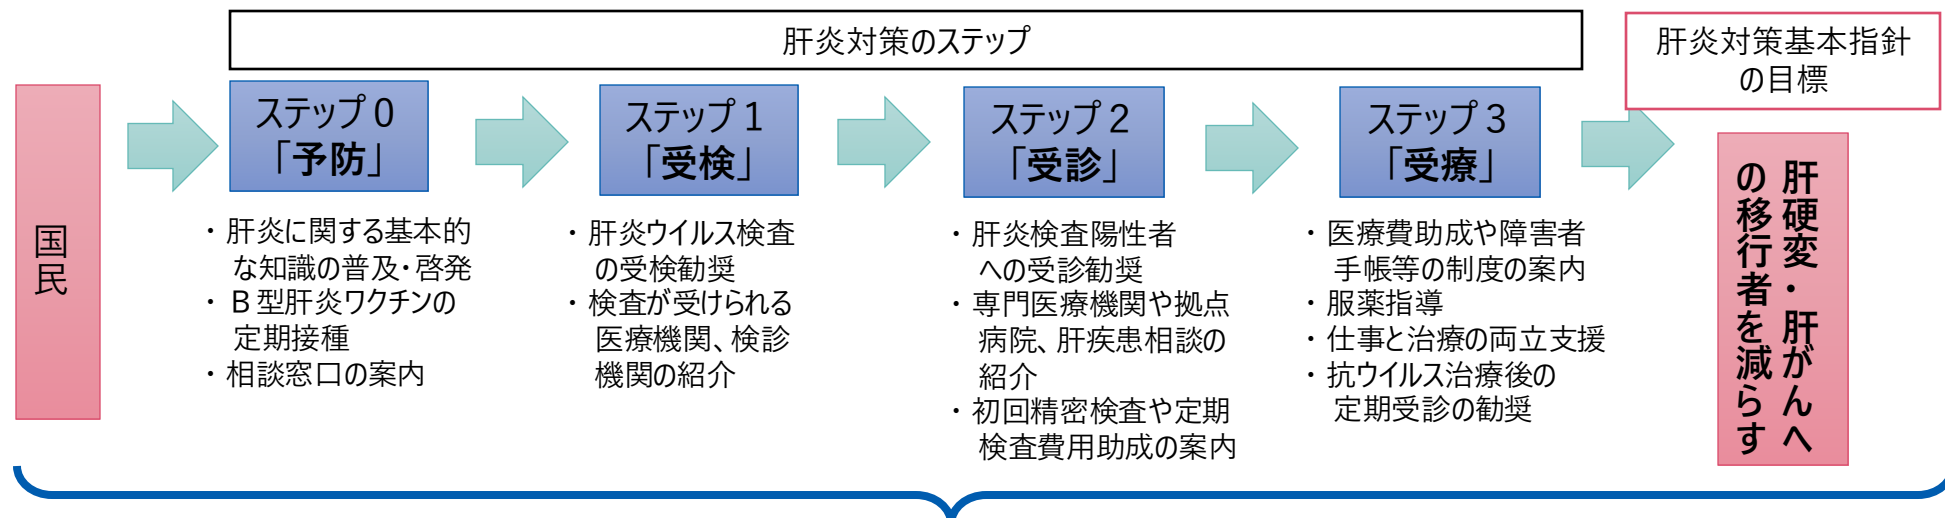 肝炎対策のステップ
肝炎対策基本指針
の目標
国民
ステップ0
「予防」
・肝炎に関する基本的
な知識の普及・啓発
・B型肝炎ワクチンの
定期接種
・相談窓口の案内
ステップ1
「受検」
・肝炎ウイルス検査
の受検勧奨
・検査が受けられる
医療機関、検診
機関の紹介
ステップ2
「受診」
・肝炎検査陽性者
への受診勧奨
・専門医療機関や拠点
病院、肝疾患相談の
紹介
・初回精密検査や定期
検査費用助成の案内
ステップ3
「受療」
・医療費助成や障害者
手帳等の制度の案内
・服薬指導
・仕事と治療の両立支援
・抗ウイルス治療後の
定期受診の勧奨
肝硬変・肝がんへ
の移行者を減らす